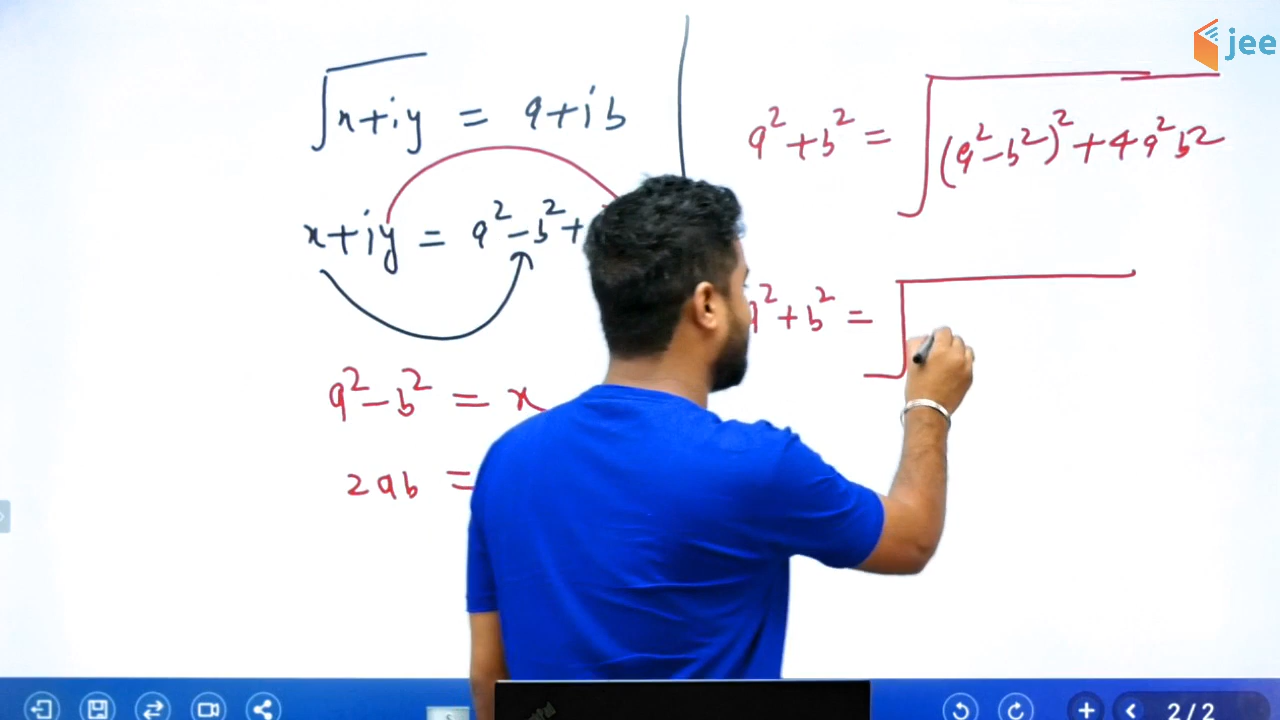 √x+iy = a+ib
x+iy = a²-b²+
a²-b² = x
2ab =
a²+b² = √(a²-b²)²+4a²b²
a²+b² = √
jee
2/2